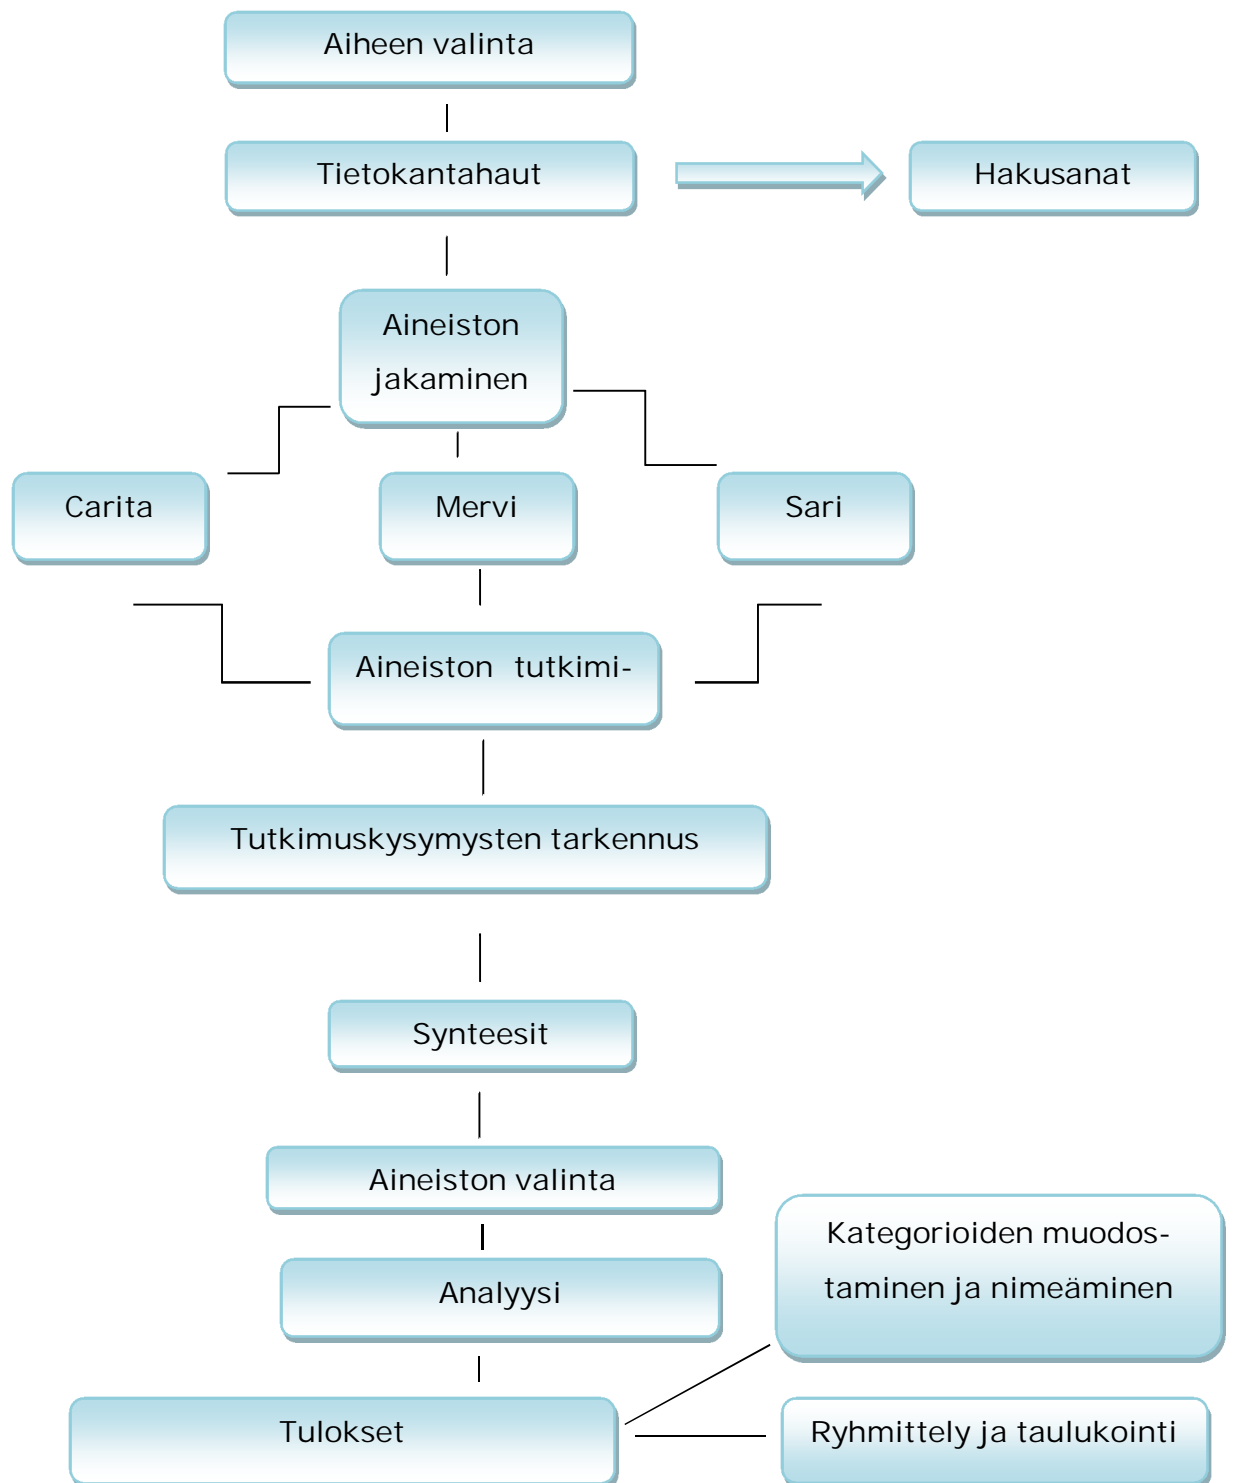 Aiheen valinta
Tietokantahaut
Hakusanat
Aineiston
jakaminen
Carita
Mervi
Sari
Aineiston tutkimi-
Tutkimuskysymysten tarkennus
Synteesit
Aineiston valinta
Kategorioiden muodos-
taminen ja nimeäminen
Analyysi
Tulokset
Ryhmittely ja taulukointi